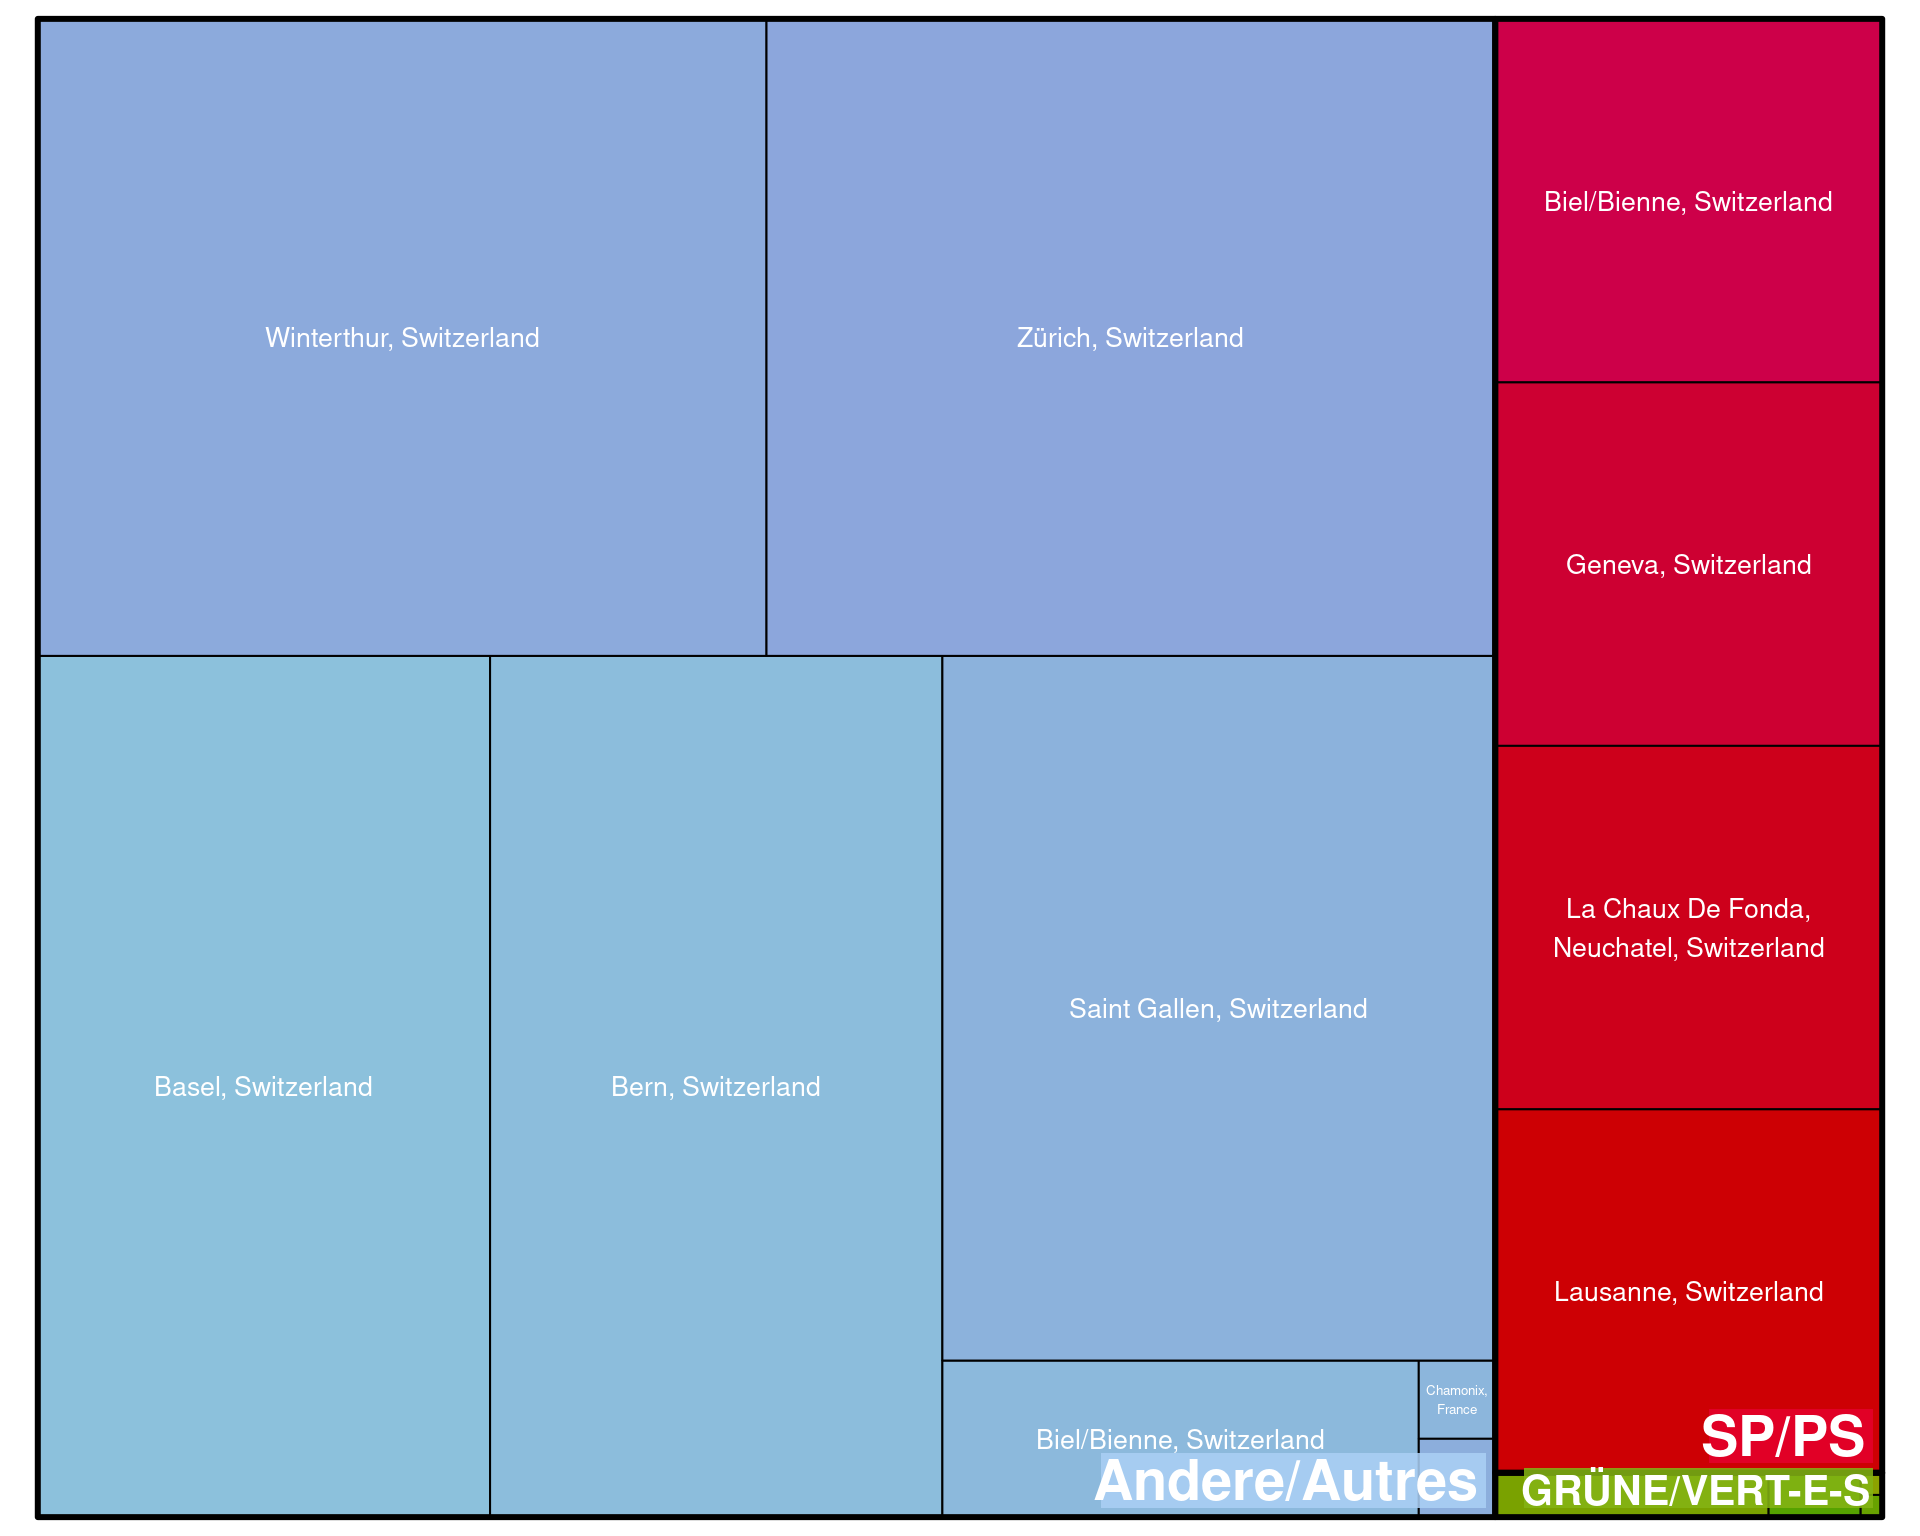 Winterthur, Switzerland
Zürich, Switzerland
Biel/Bienne, Switzerland
Geneva, Switzerland
La Chaux De Fonda,
Neuchatel, Switzerland
Saint Gallen, Switzerland
Basel, Switzerland
Bern, Switzerland
Lausanne, Switzerland
Chamonix,
France
Biel/Bienne, Switzerland
SP/PS
Andere/Autres
GRÜNE/VERT-E-S